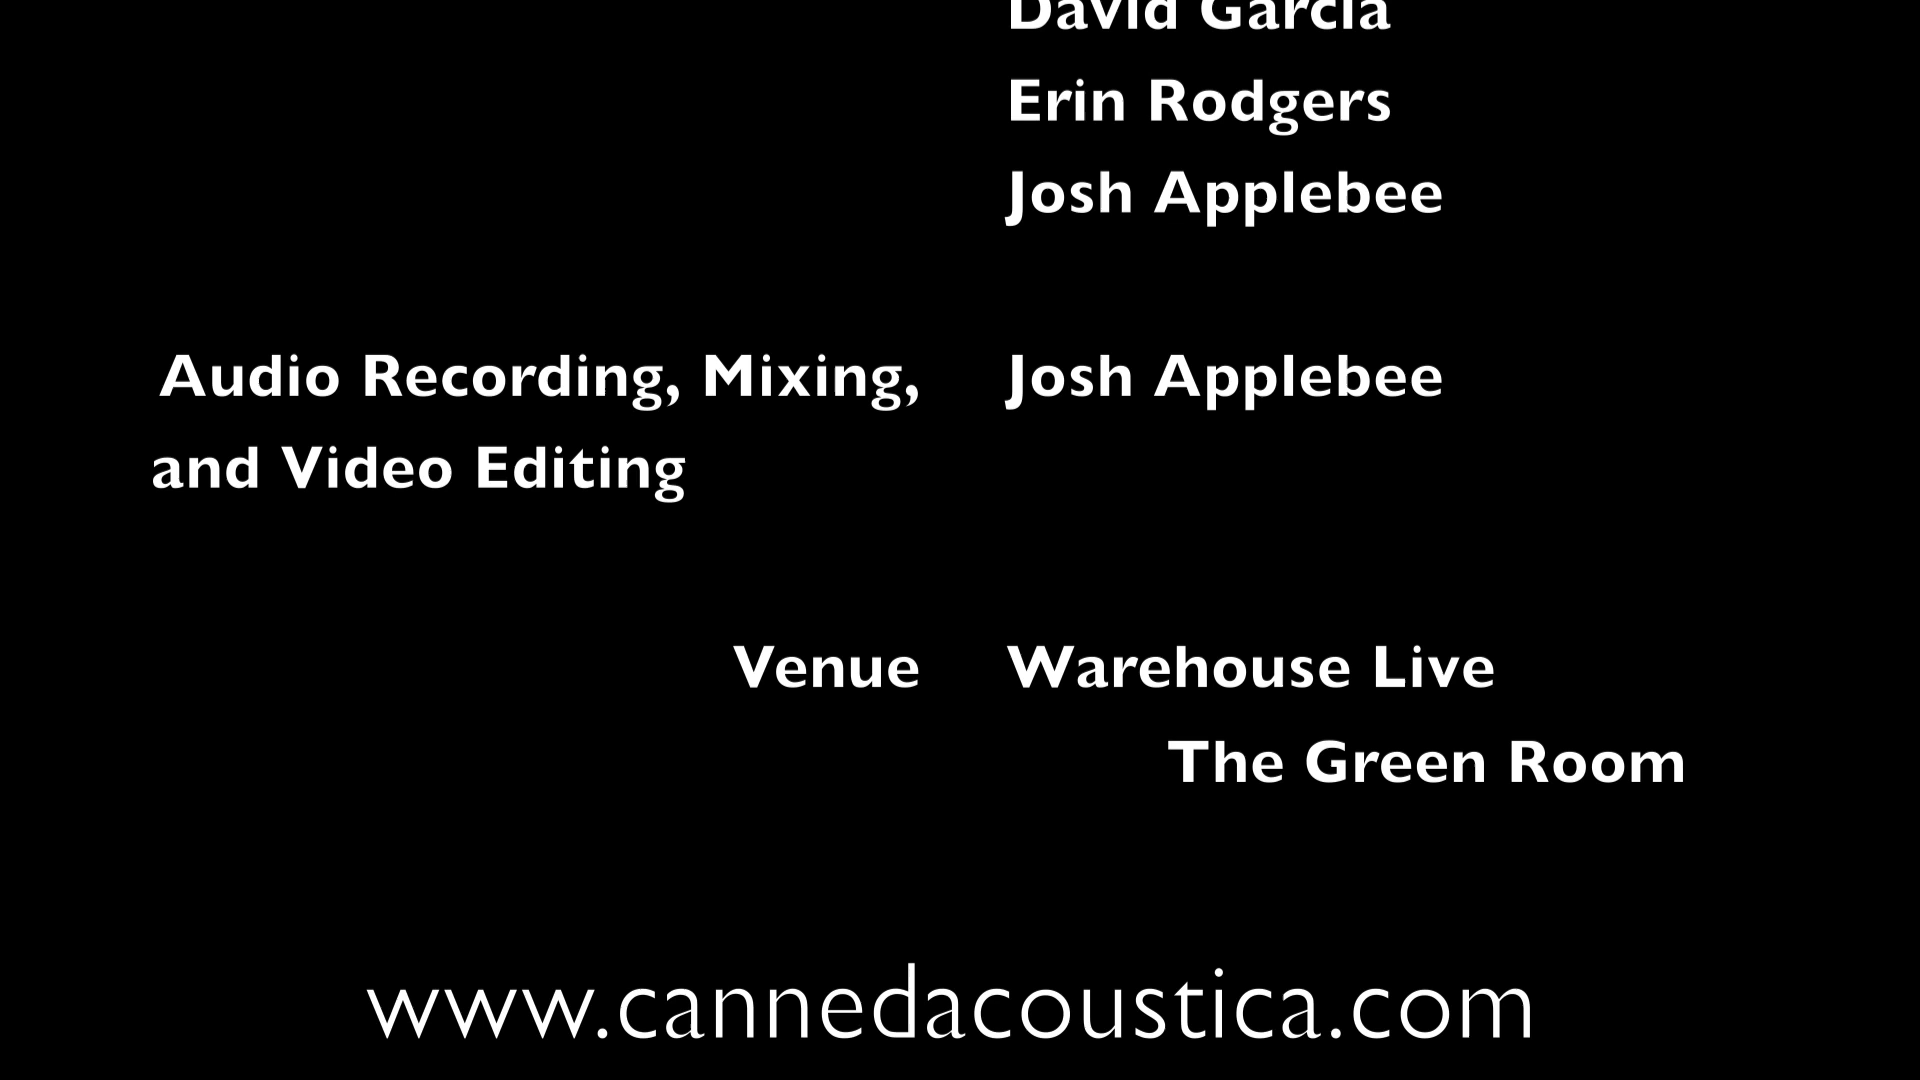 David Garcia
Erin Rodgers
Josh Applebee
Audio Recording, Mixing, Josh Applebee
and Video Editing
Venue Warehouse Live
The Green Room
www.cannedacoustica.com